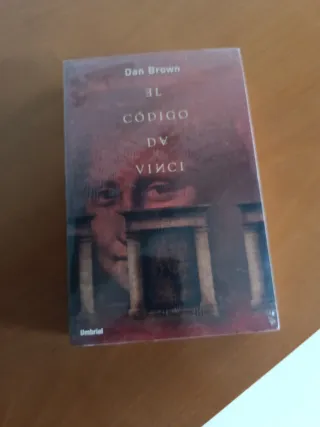 Dan Brown
EL
CÓDIGO
DA
VINCI
Umbriel